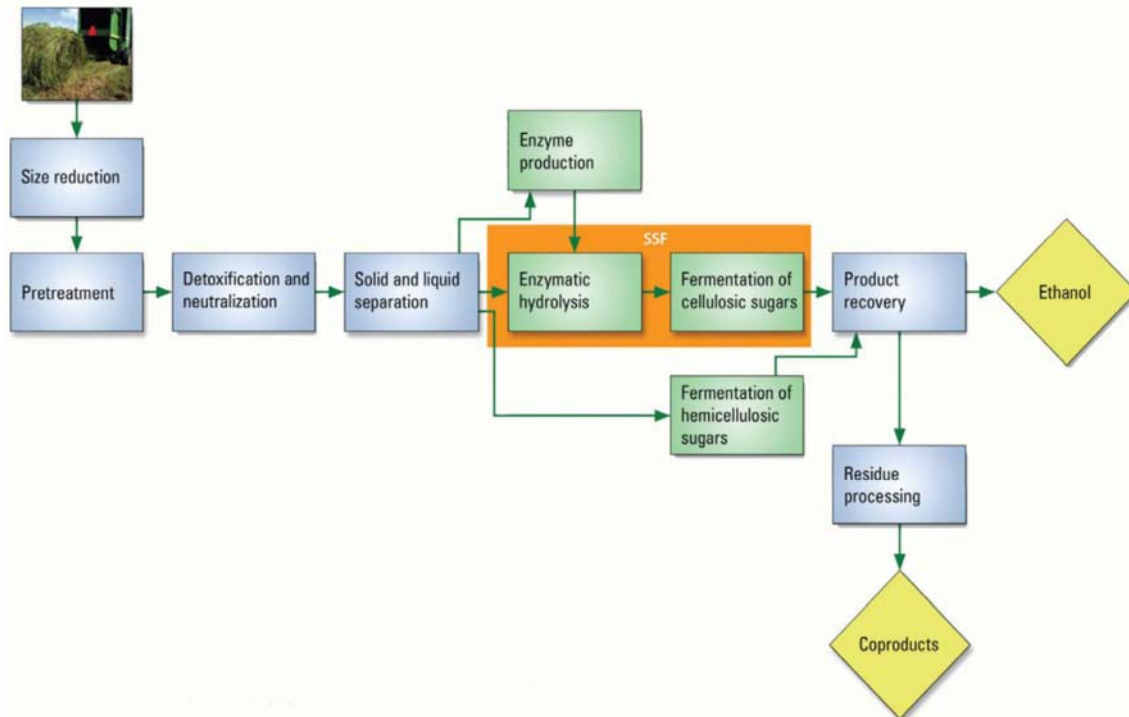 Size reduction
Pretreatment
Detoxification and
neutralization
Solid and liquid
separation
Enzyme
production
SSF
Enzymatic
hydrolysis
Fermentation of
cellulosic sugars
Fermentation of
hemicellulosic
sugars
Product
recovery
Ethanol
Residue
processing
Coproducts